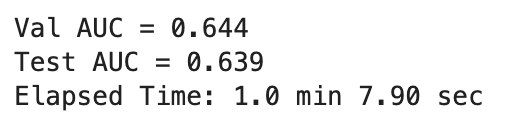 Val AUC = 0.644
Test AUC = 0.639
Elapsed Time: 1.0 min 7.90 sec